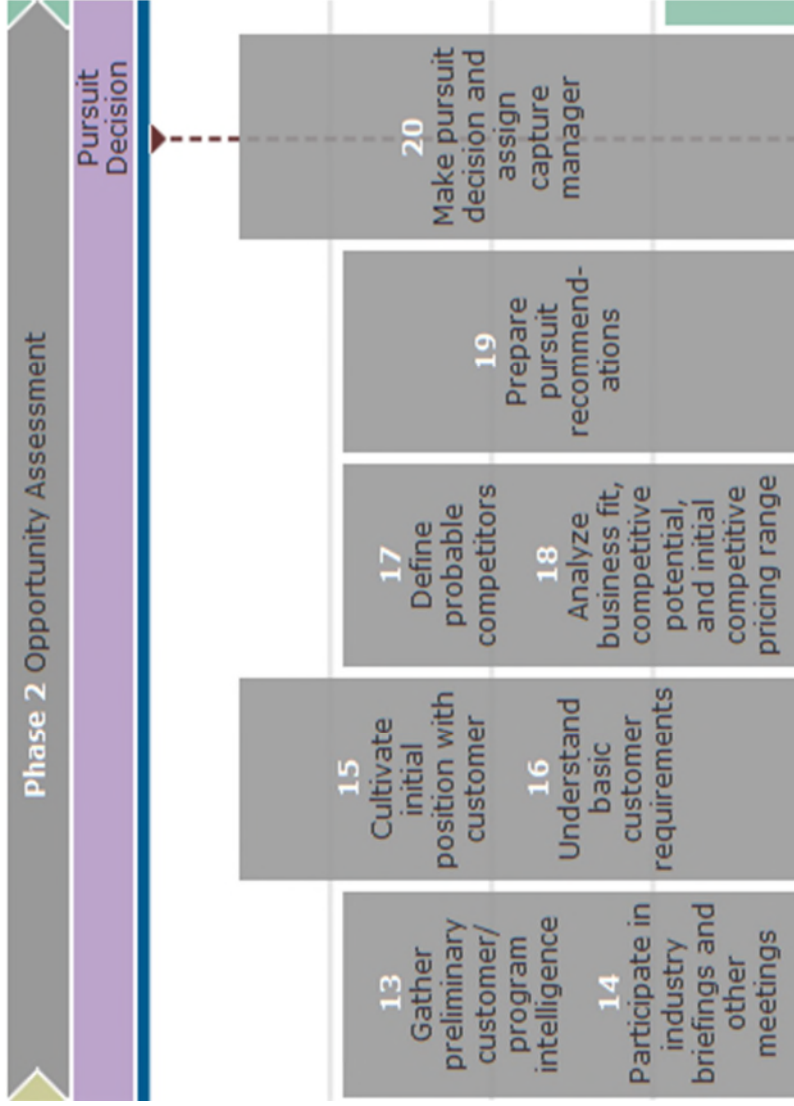 Phase 2 Opportunity Assessment
Pursuit
Decision
13
Gather
preliminary
customer/
program
intelligence
14
Participate in
industry
briefings and
other
meetings
15
Cultivate
initial
position with
customer
16
Understand
basic
customer
requirements
17
Define
probable
competitors
18
Analyze
business fit,
competitive
potential,
and initial
competitive
pricing range
19
Prepare
pursuit
recommend-
ations
20
Make pursuit
decision and
assign
capture
manager